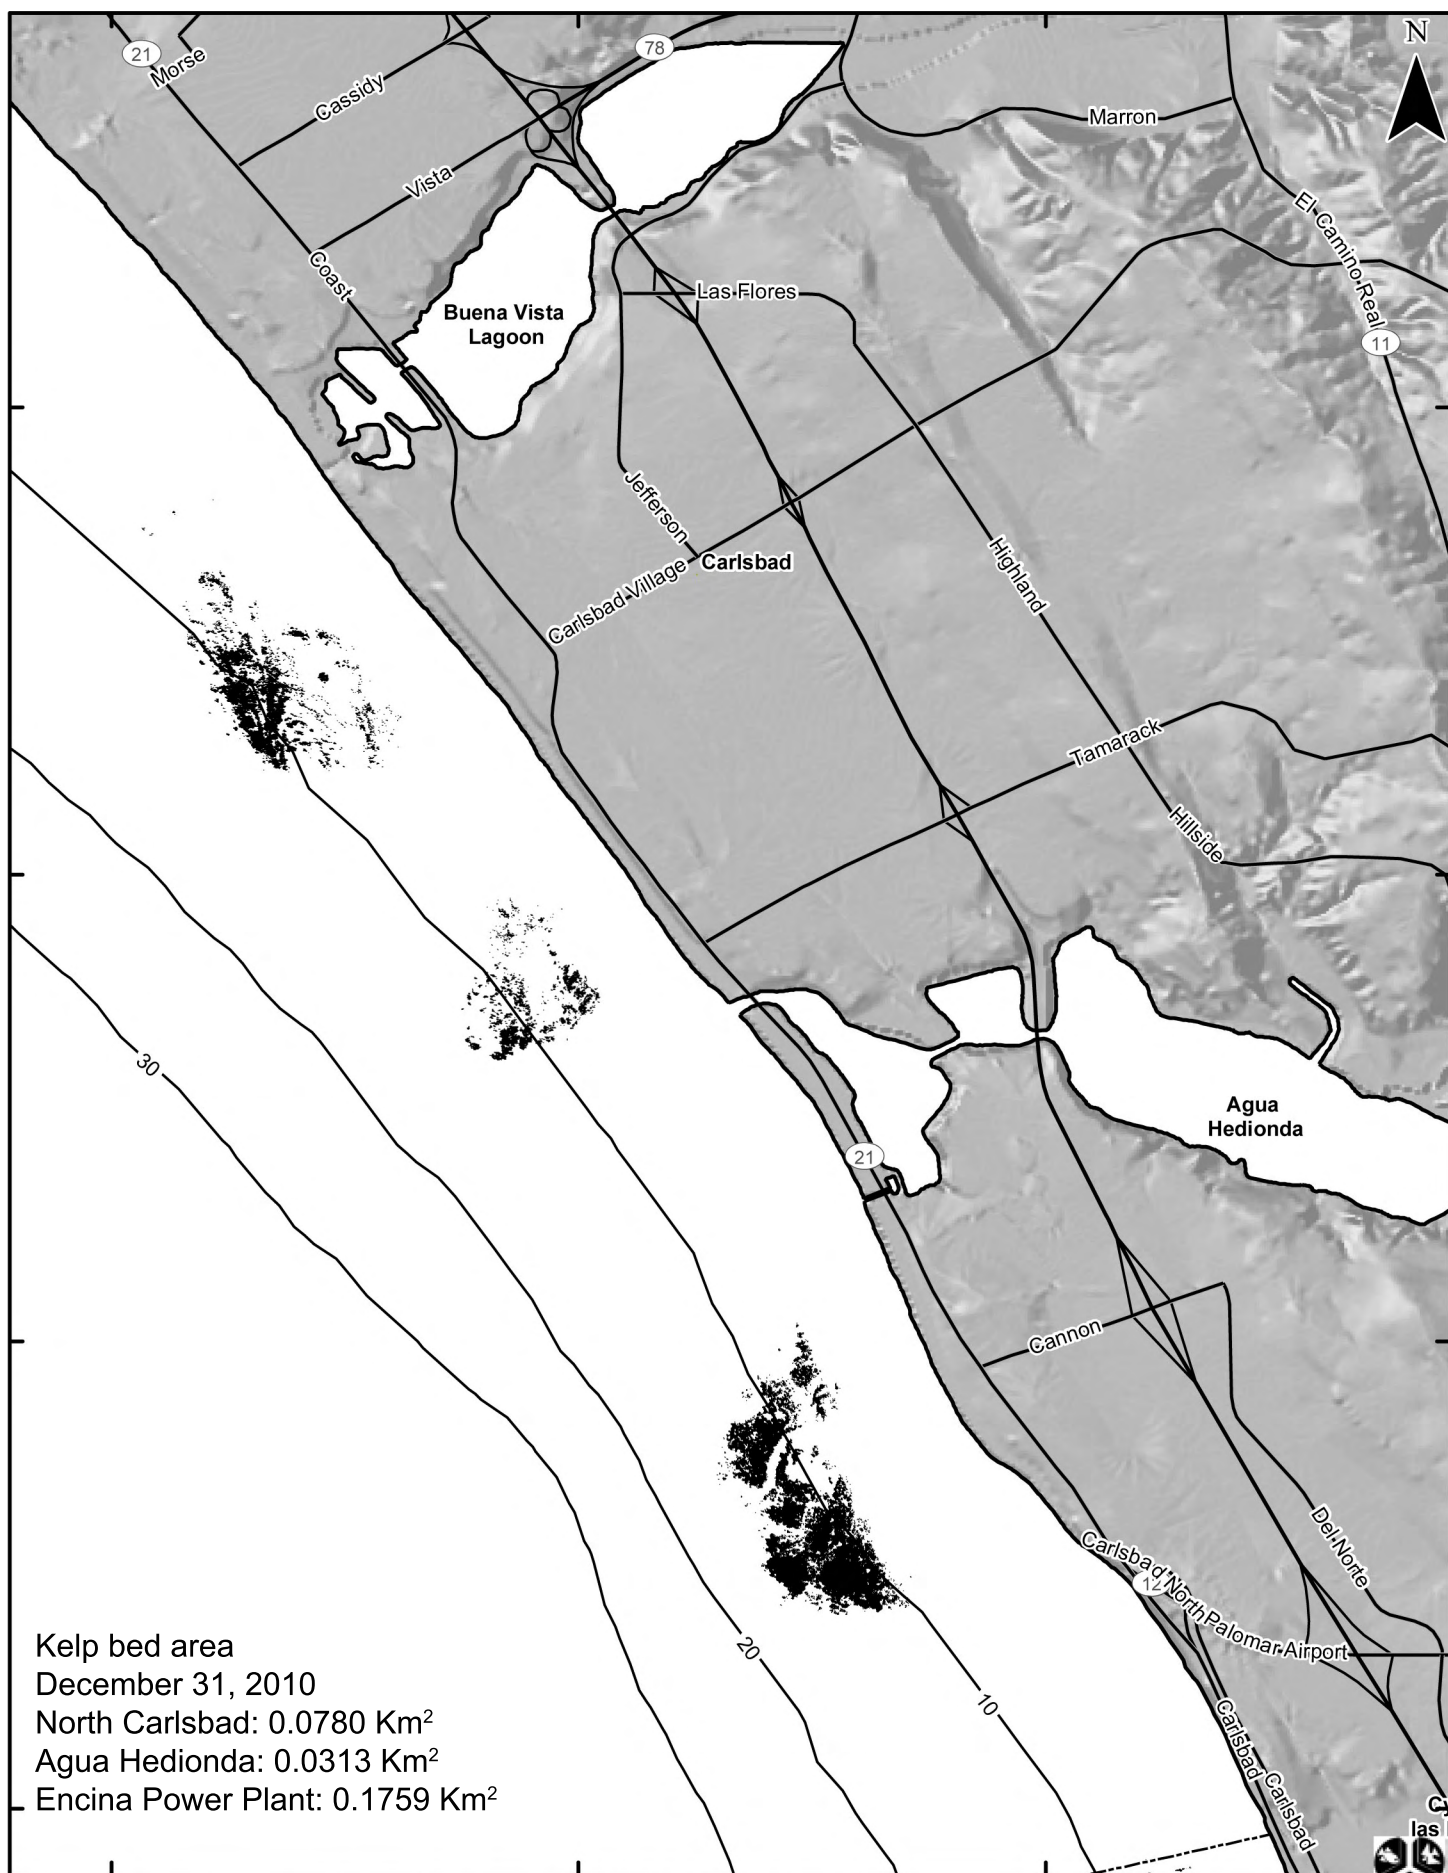 N
21
Morse
78
Cassidy
Marron
Vista
El Camino Real
Coast
Las Flores
Buena Vista
Lagoon
11
Jefferson
Carlsbad
Highland
Carlsbad Village
Tamarack
Hillside
30
Agua
Hedionda
21
Cannon
Del Norte
Carlsbad North
12
Palomar Airport
20
10
Kelp bed area
December 31, 2010
North Carlsbad: 0.0780 Km²
Agua Hedionda: 0.0313 Km²
Encina Power Plant: 0.1759 Km²
Carlsbad
Carlsbad
las